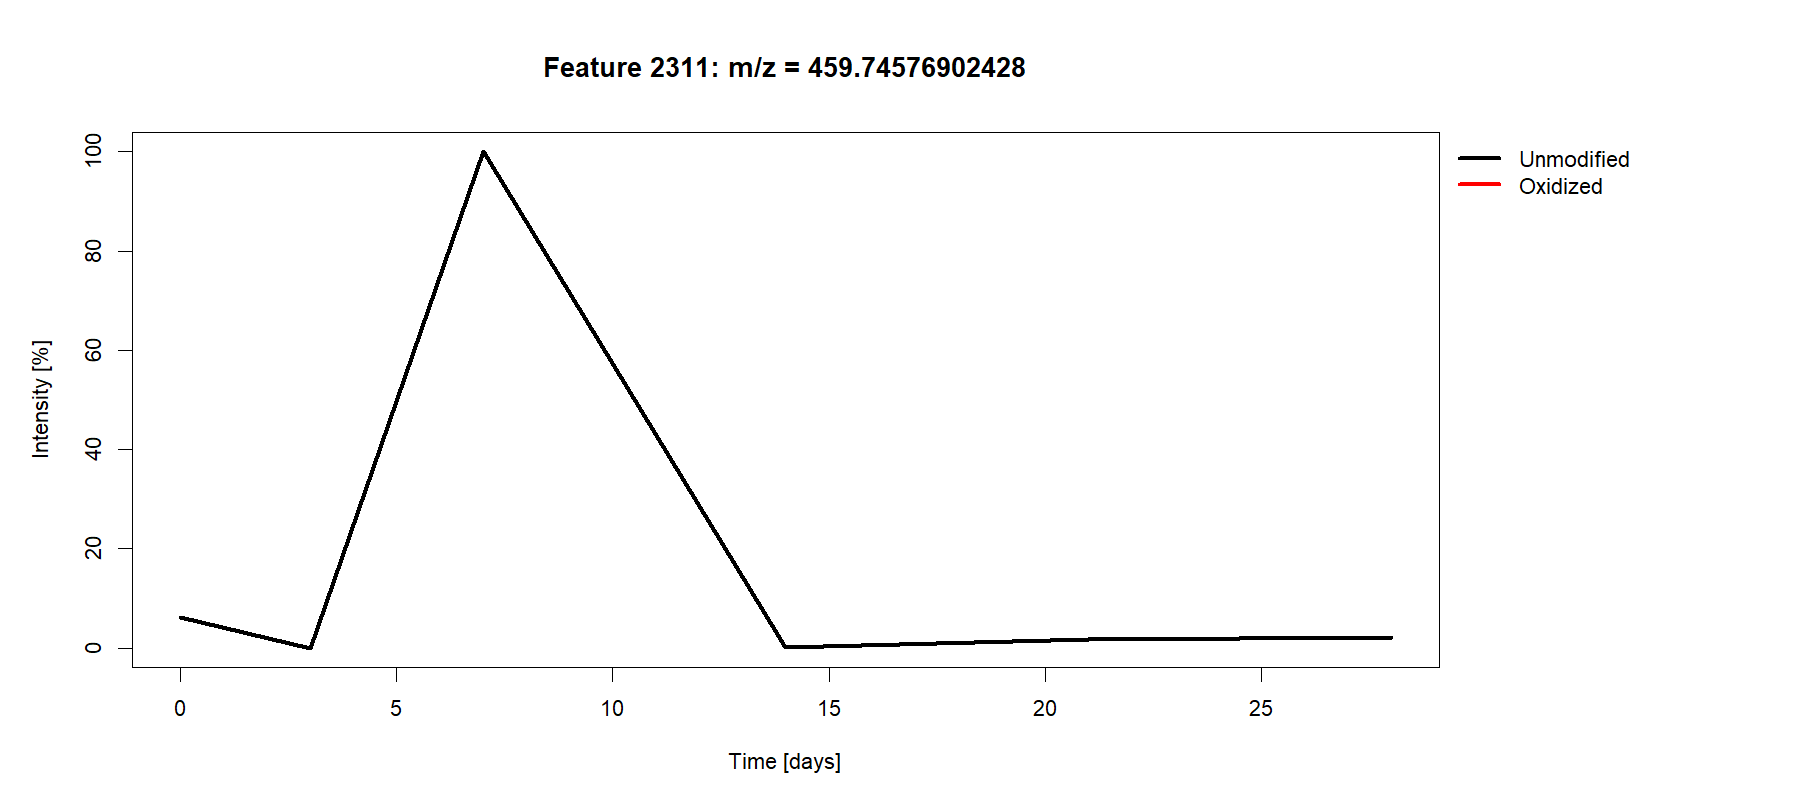 Feature 2311: m/z = 459.74576902428
Unmodified
Oxidized
Intensity [%]
100
80
60
40
20
0
0 5 10 15 20 25
Time [days]